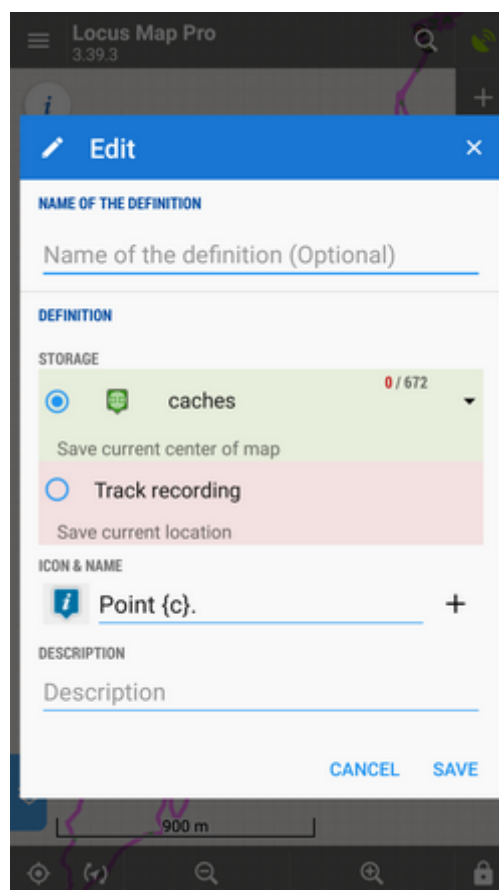 Locus Map Pro
3.39.3
i
Edit
NAME OF THE DEFINITION
Name of the definition (Optional)
DEFINITION
STORAGE
caches
0 / 672
Save current center of map
Track recording
Save current location
ICON & NAME
i Point {c}.
DESCRIPTION
Description
CANCEL SAVE
900 m